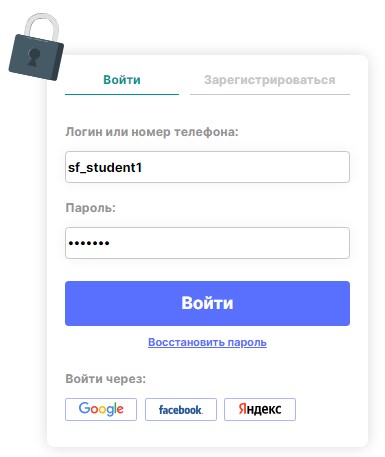 Войти
Зарегистрироваться
Логин или номер телефона:
sf_student1
Пароль:
•••••••
Войти
Восстановить пароль
Войти через:
Google facebook. Яндекс